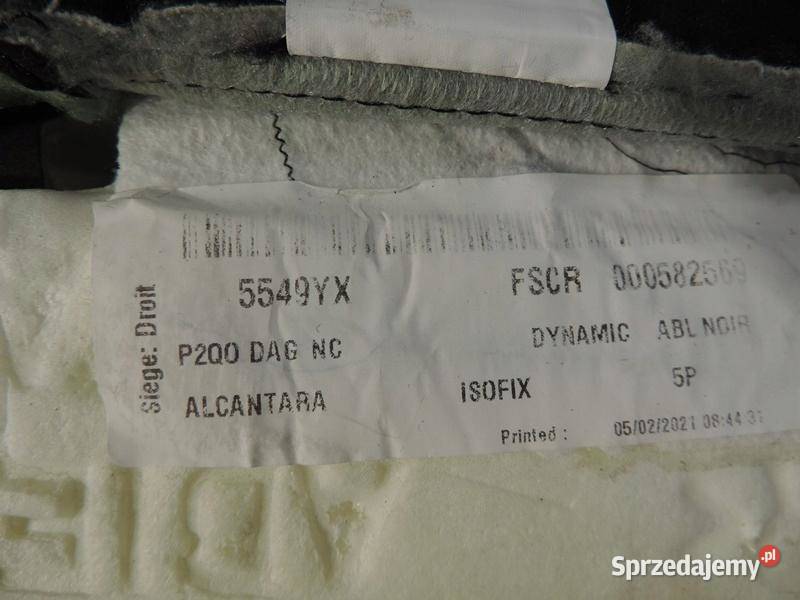 Siege: Droit
5549YX
FSCR 000582569
P2QO DAG NC
DYNAMIC ABL NOIR
ALCANTARA
ISOFIX
5P
Printed : 05/02/2021 08:44
Sprzedajemy.pl